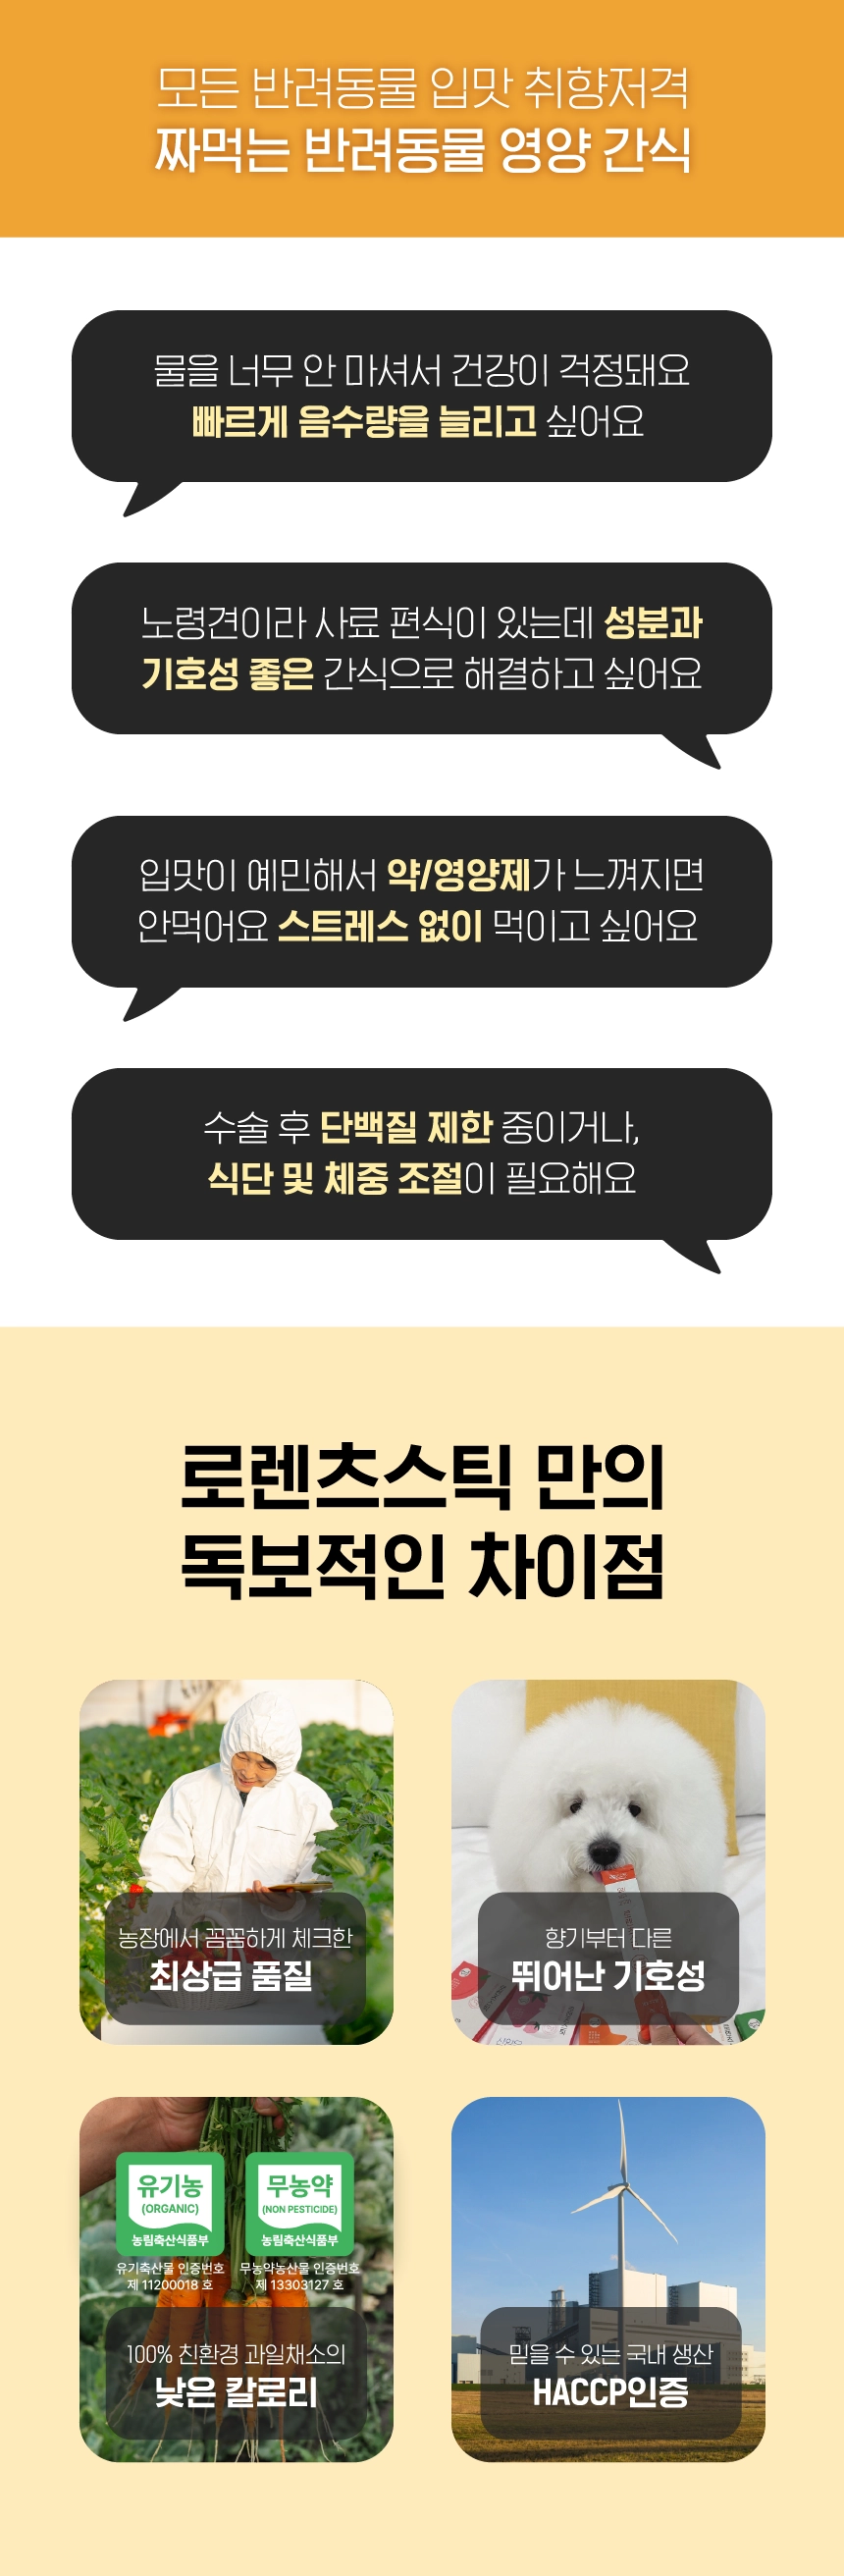 모든 반려동물 입맛 취향저격
짜먹는 반려동물 영양 간식
물을 너무 안 마셔서 건강이 걱정돼요
빠르게 음수량을 늘리고 싶어요
노령견이라 사료 편식이 있는데 성분과
기호성 좋은 간식으로 해결하고 싶어요
입맛이 예민해서 약/영양제가 느껴지면
안먹어요 스트레스 없이 먹이고 싶어요
수술 후 단백질 제한 중이거나,
식단 및 체중 조절이 필요해요
로렌츠스틱 만의
독보적인 차이점
농장에서 꼼꼼하게 체크한
최상급 품질
향기부터 다른
뛰어난 기호성
유기농
(ORGANIC)
농림축산식품부
유기축산물 인증번호
제 11200018 호
무농약
(NON PESTICIDE)
농림축산식품부
무농약농산물 인증번호
제 13303127 호
100% 친환경 과일채소의
낮은 칼로리
믿을 수 있는 국내 생산
HACCP인증